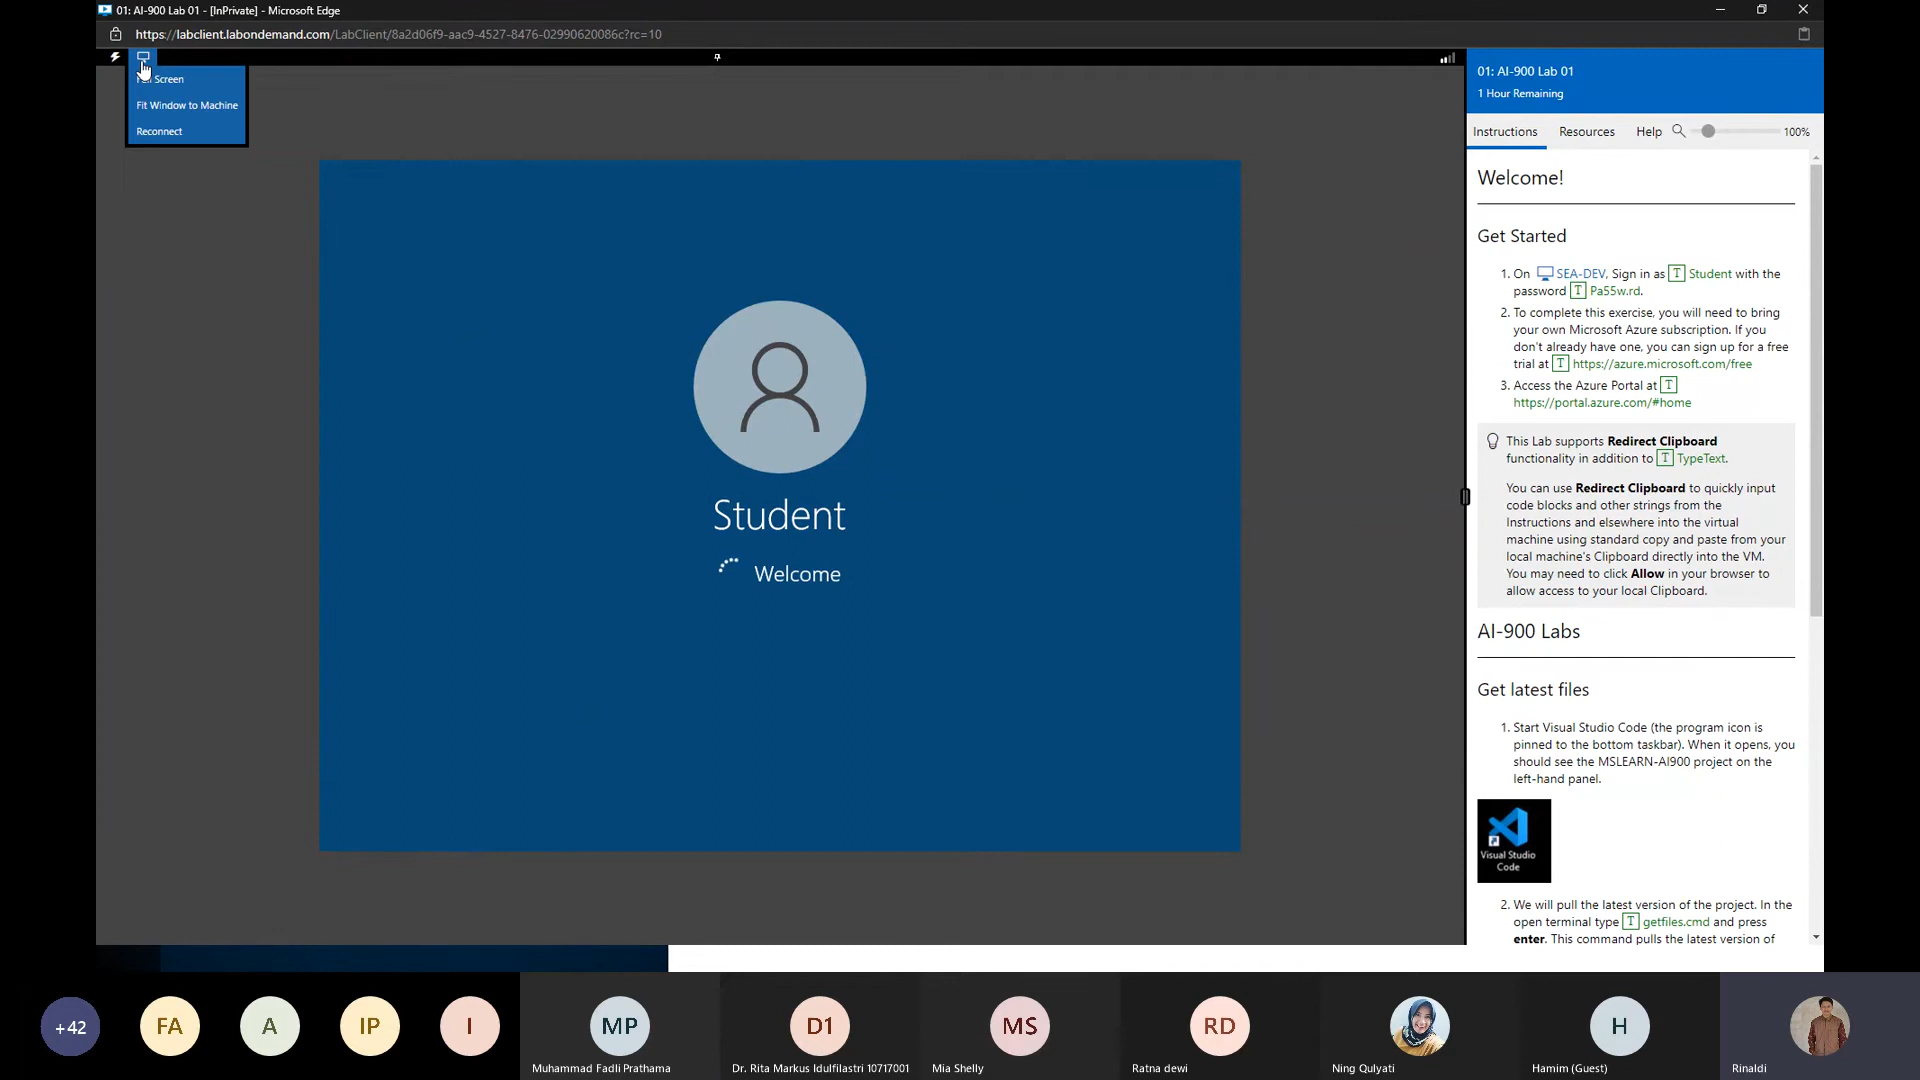 01: AI-900 Lab 01 - [InPrivate] - Microsoft Edge
https://labclient.labondemand.com/LabClient/8a2d06f9-aac9-4527-8476-02990620086c?rc=10
Screen
Fit Window to Machine
Reconnect
Student
Welcome
01: AI-900 Lab 01
1 Hour Remaining
Instructions Resources Help 100%
Welcome!
Get Started
1. On SEA-DEV, Sign in as T Student with the
password T Pa55w.rd.
2. To complete this exercise, you will need to bring
your own Microsoft Azure subscription. If you
don't already have one, you can sign up for a free
trial at T https://azure.microsoft.com/free
3. Access the Azure Portal at T
https://portal.azure.com/#home
This Lab supports Redirect Clipboard
functionality in addition to T TypeText.
You can use Redirect Clipboard to quickly input
code blocks and other strings from the
Instructions and elsewhere into the virtual
machine using standard copy and paste from your
local machine's Clipboard directly into the VM.
You may need to click Allow in your browser to
allow access to your local Clipboard.
AI-900 Labs
Get latest files
1. Start Visual Studio Code (the program icon is
pinned to the bottom taskbar). When it opens, you
should see the MSLEARN-AI900 project on the
left-hand panel.
Visual Studio
Code
2. We will pull the latest version of the project. In the
open terminal type T getfiles.cmd and press
enter. This command pulls the latest version of
+42
FA
A
IP
I
MP
D1
MS
RD
H
Muhammad Fadli Prathama
Dr. Rita Markus Idulfilastri 10717001
Mia Shelly
Ratna dewi
Ning Qulyati
Hamim (Guest)
Rinaldi